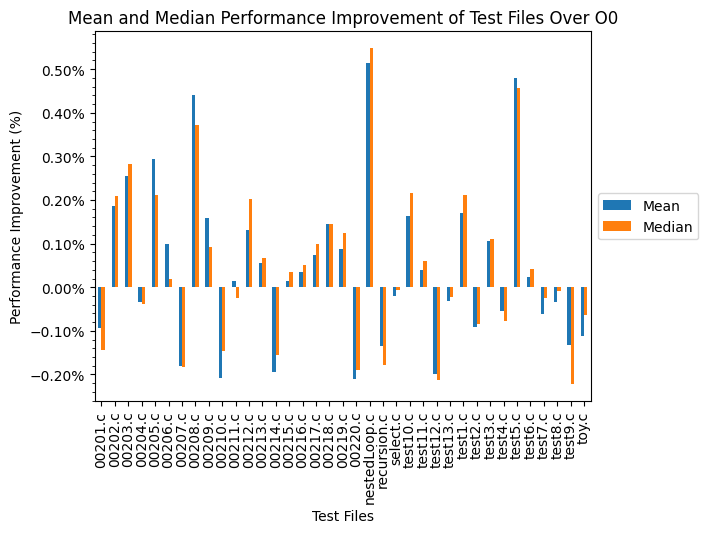 Mean and Median Performance Improvement of Test Files Over O0
Performance Improvement (%)
0.50%
0.40%
0.30%
0.20%
0.10%
0.00%
−0.10%
−0.20%
Mean
Median
00201.c
00202.c
00203.c
00204.c
00205.c
00206.c
00207.c
00208.c
00209.c
00210.c
00211.c
00212.c
00213.c
00214.c
00215.c
00216.c
00217.c
00218.c
00219.c
00220.c
nestedLoop.c
recursion.c
select.c
test10.c
test11.c
test12.c
test13.c
test1.c
test2.c
test3.c
test4.c
test5.c
test6.c
test7.c
test8.c
test9.c
toy.c
Test Files